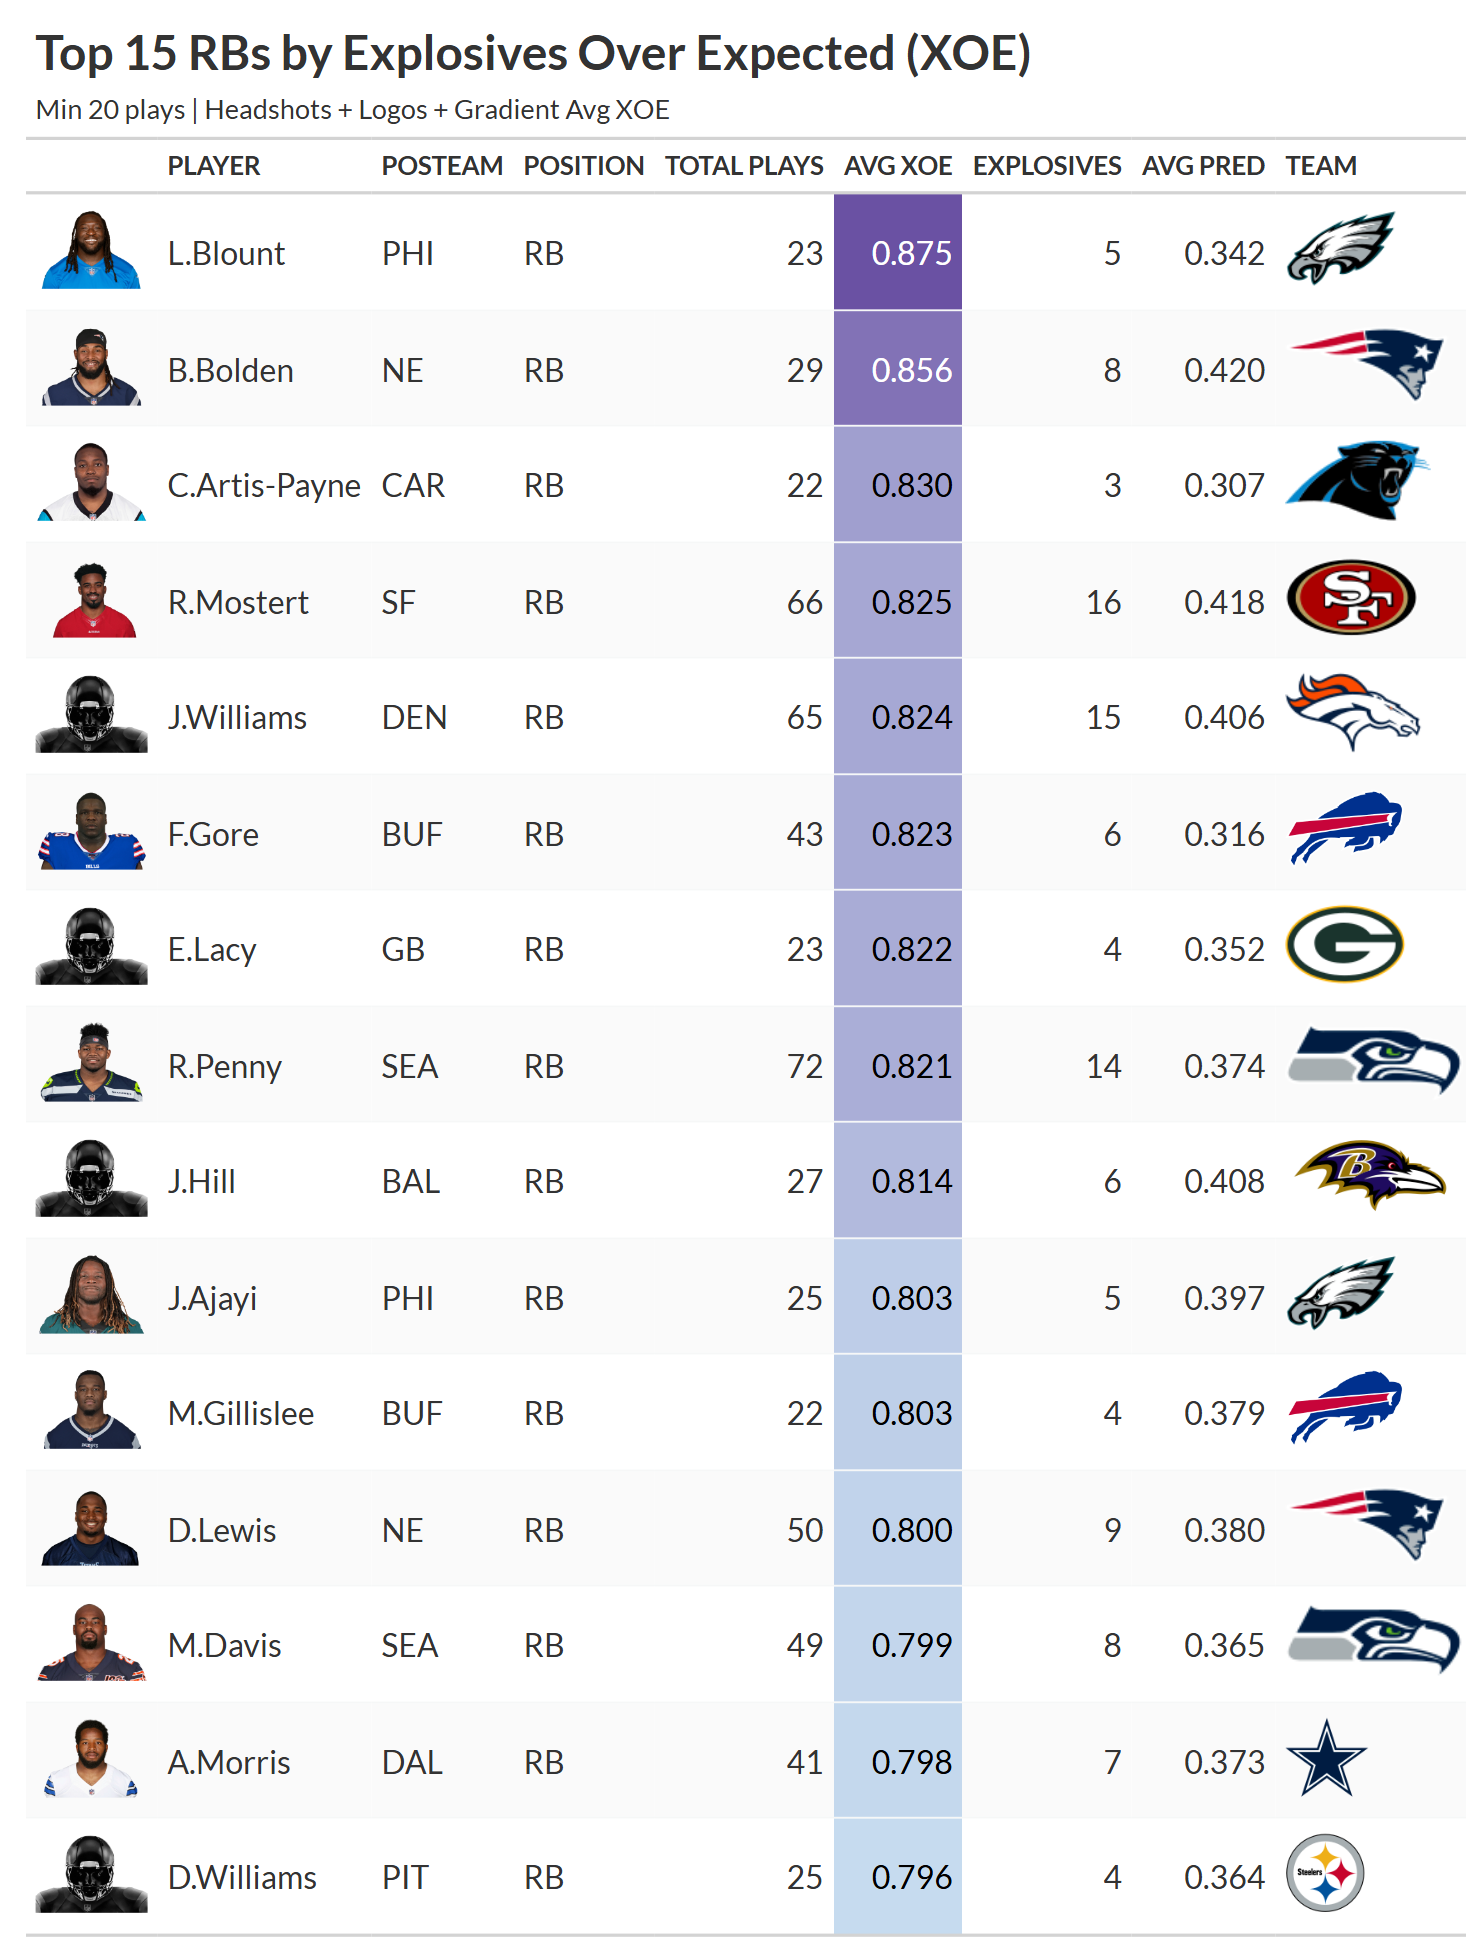 Top 15 RBs by Explosives Over Expected (XOE)
Min 20 plays | Headshots + Logos + Gradient Avg XOE
PLAYER POSTEAM POSITION TOTAL PLAYS AVG XOE EXPLOSIVES AVG PRED TEAM
L.Blount PHI RB 23 0.875 5 0.342
B.Bolden NE RB 29 0.856 8 0.420
C.Artis-Payne CAR RB 22 0.830 3 0.307
R.Mostert SF RB 66 0.825 16 0.418 SF
J.Williams DEN RB 65 0.824 15 0.406
F.Gore BUF RB 43 0.823 6 0.316
E.Lacy GB RB 23 0.822 4 0.352 G
R.Penny SEA RB 72 0.821 14 0.374
J.Hill BAL RB 27 0.814 6 0.408 B
J.Ajayi PHI RB 25 0.803 5 0.397
M.Gillislee BUF RB 22 0.803 4 0.379
D.Lewis NE RB 50 0.800 9 0.380
M.Davis SEA RB 49 0.799 8 0.365
A.Morris DAL RB 41 0.798 7 0.373
D.Williams PIT RB 25 0.796 4 0.364 Steelers